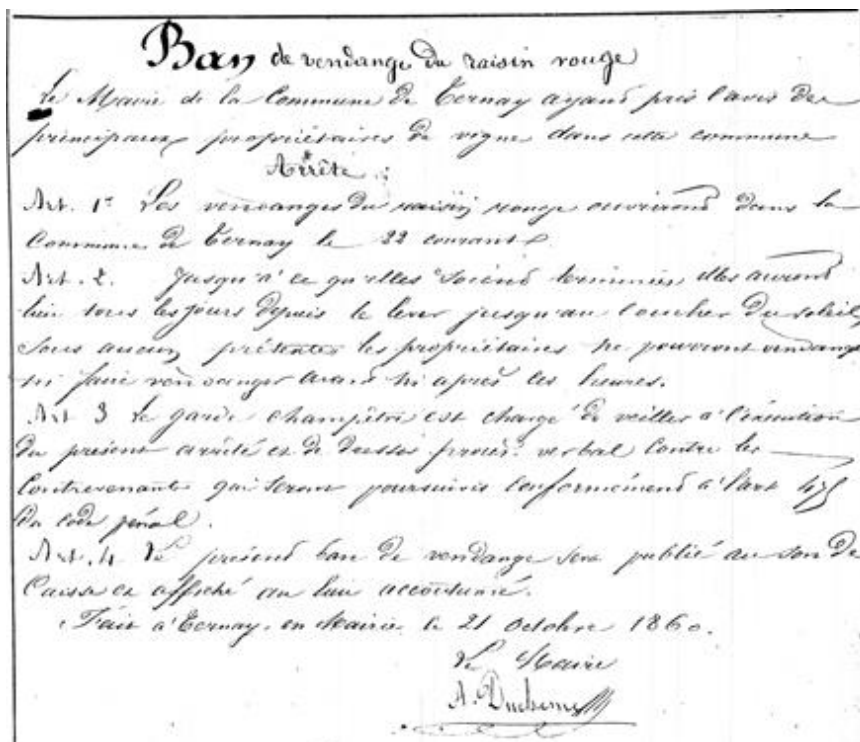 Ban de vendange du raisin rouge
Le Maire de la Commune de Ternay ayant pris l'avis des
principaux propriétaires de vigne dans cette commune
Arrête :
Art. 1er Les vendanges du raisin rouge ouvriront dans la
Commune de Ternay le 22 courant.
Art. 2. Jusqu'à ce qu'elles soient terminées elles auront
lieu tous les jours depuis le lever jusqu'au coucher du soleil,
Sous aucun les propriétaires ne pourront vendanger
ni faire vendanger avant ni après ces heures.
Art 3 Le garde champêtre est chargé de veiller à l'exécution
du présent arrêté et de dresser procès-verbal contre les
Contrevenants qui seront poursuivis conformément à l'art 475
du code pénal.
Art. 4 Le présent ban de vendange sera publié au son de
Caisse et affiché au lieu accoutumé.
Fait à Ternay, en Mairie le 21 octobre 1860.
Le Maire
A.